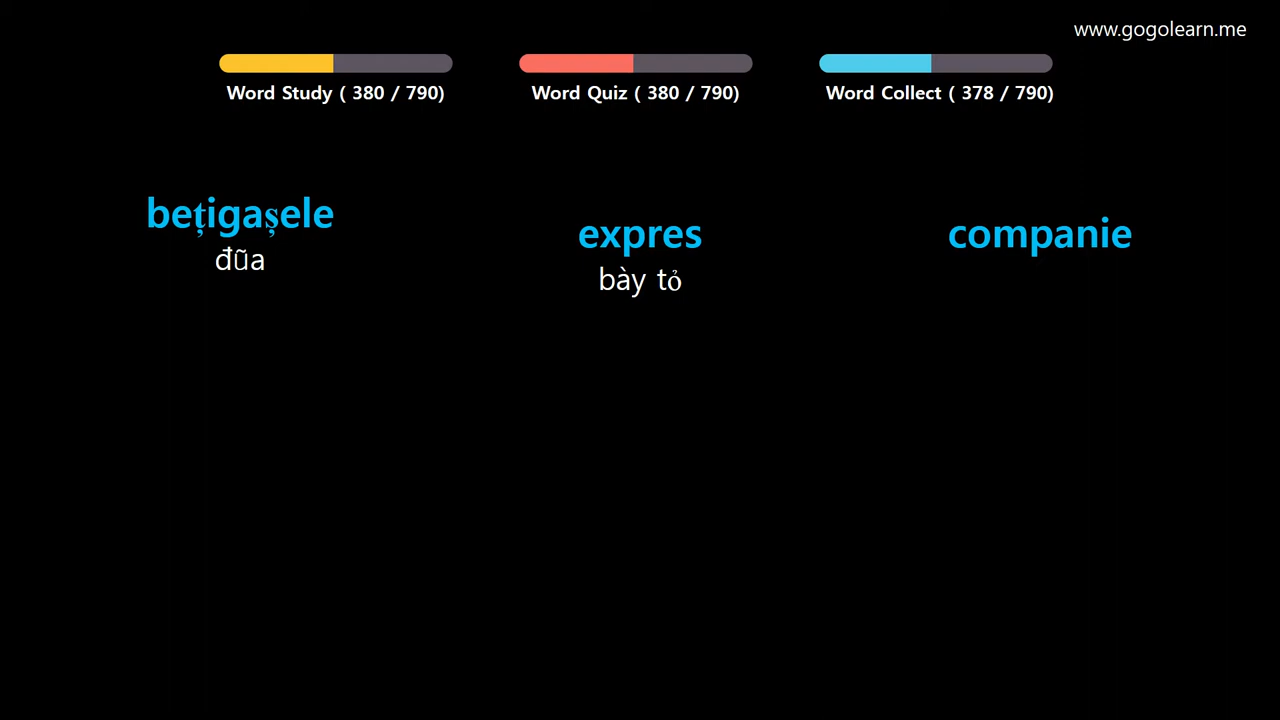 www.gogolearn.me
Word Study ( 380 / 790)
Word Quiz ( 380 / 790)
Word Collect ( 378 / 790)
bețigașele
đũa
expres
bày tỏ
companie